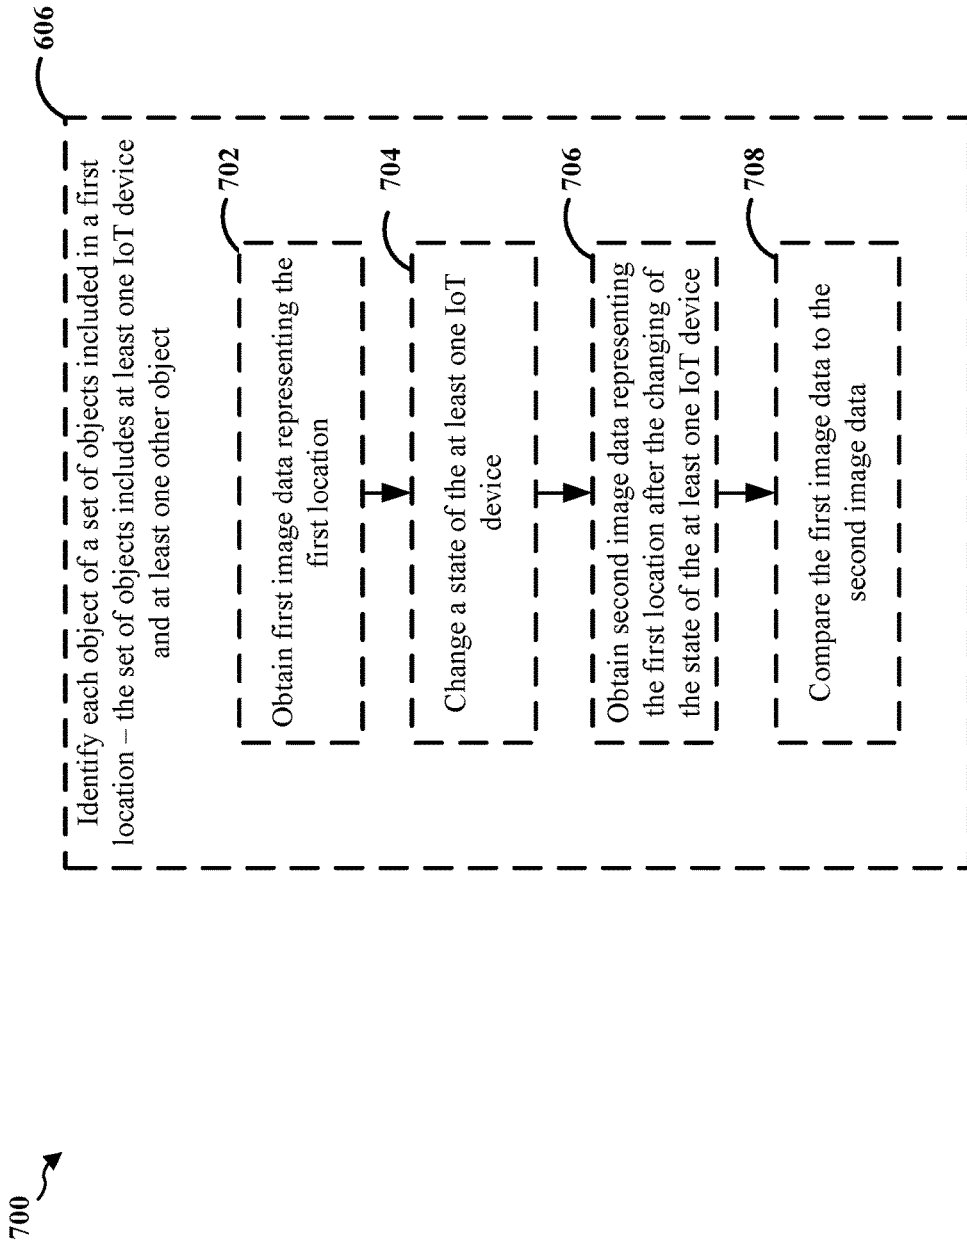 700
606
Identify each object of a set of objects included in a first
location – the set of objects includes at least one IoT device
and at least one other object
702
Obtain first image data representing the
first location
704
Change a state of the at least one IoT
device
706
Obtain second image data representing
the first location after the changing of
the state of the at least one IoT device
708
Compare the first image data to the
second image data